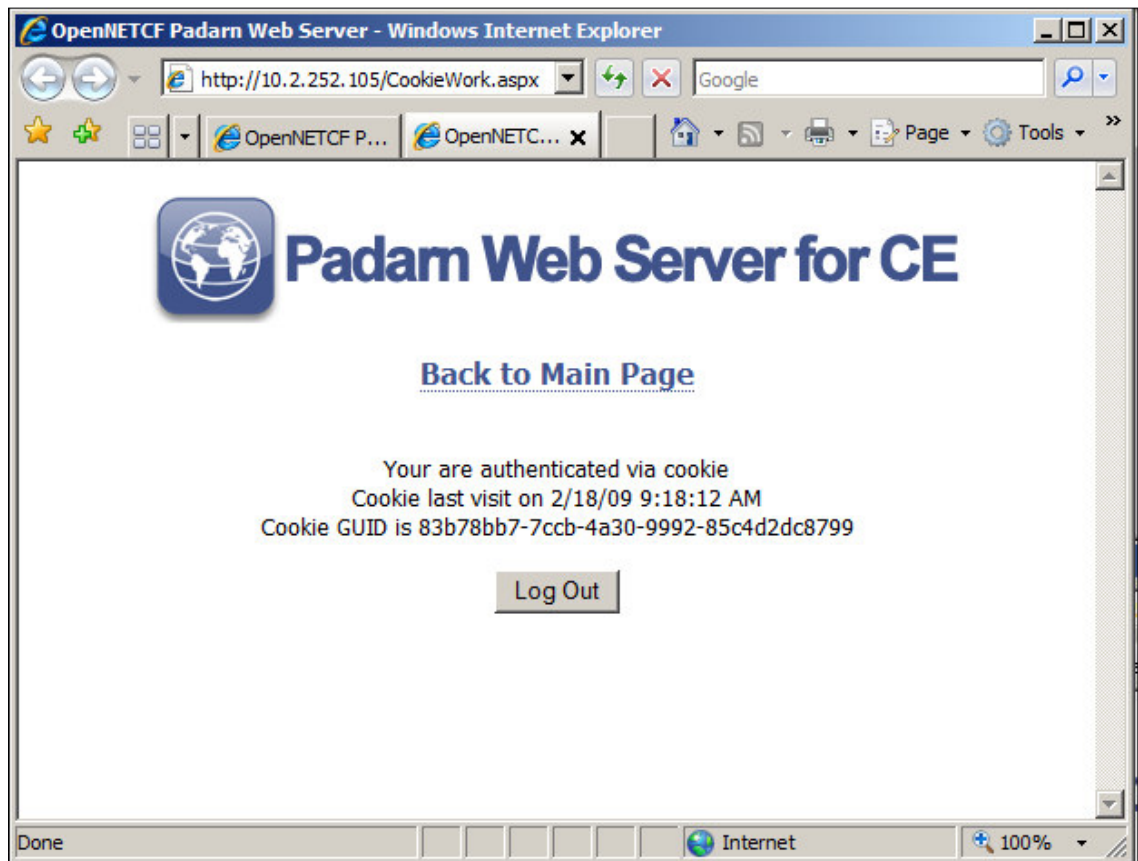 OpenNETCF Padarn Web Server - Windows Internet Explorer
http://10.2.252.105/CookieWork.aspx Google
OpenNETCF P... OpenNETC... Page Tools »
Padarn Web Server for CE
Back to Main Page
Your are authenticated via cookie
Cookie last visit on 2/18/09 9:18:12 AM
Cookie GUID is 83b78bb7-7ccb-4a30-9992-85c4d2dc8799
Log Out
Done Internet 100%